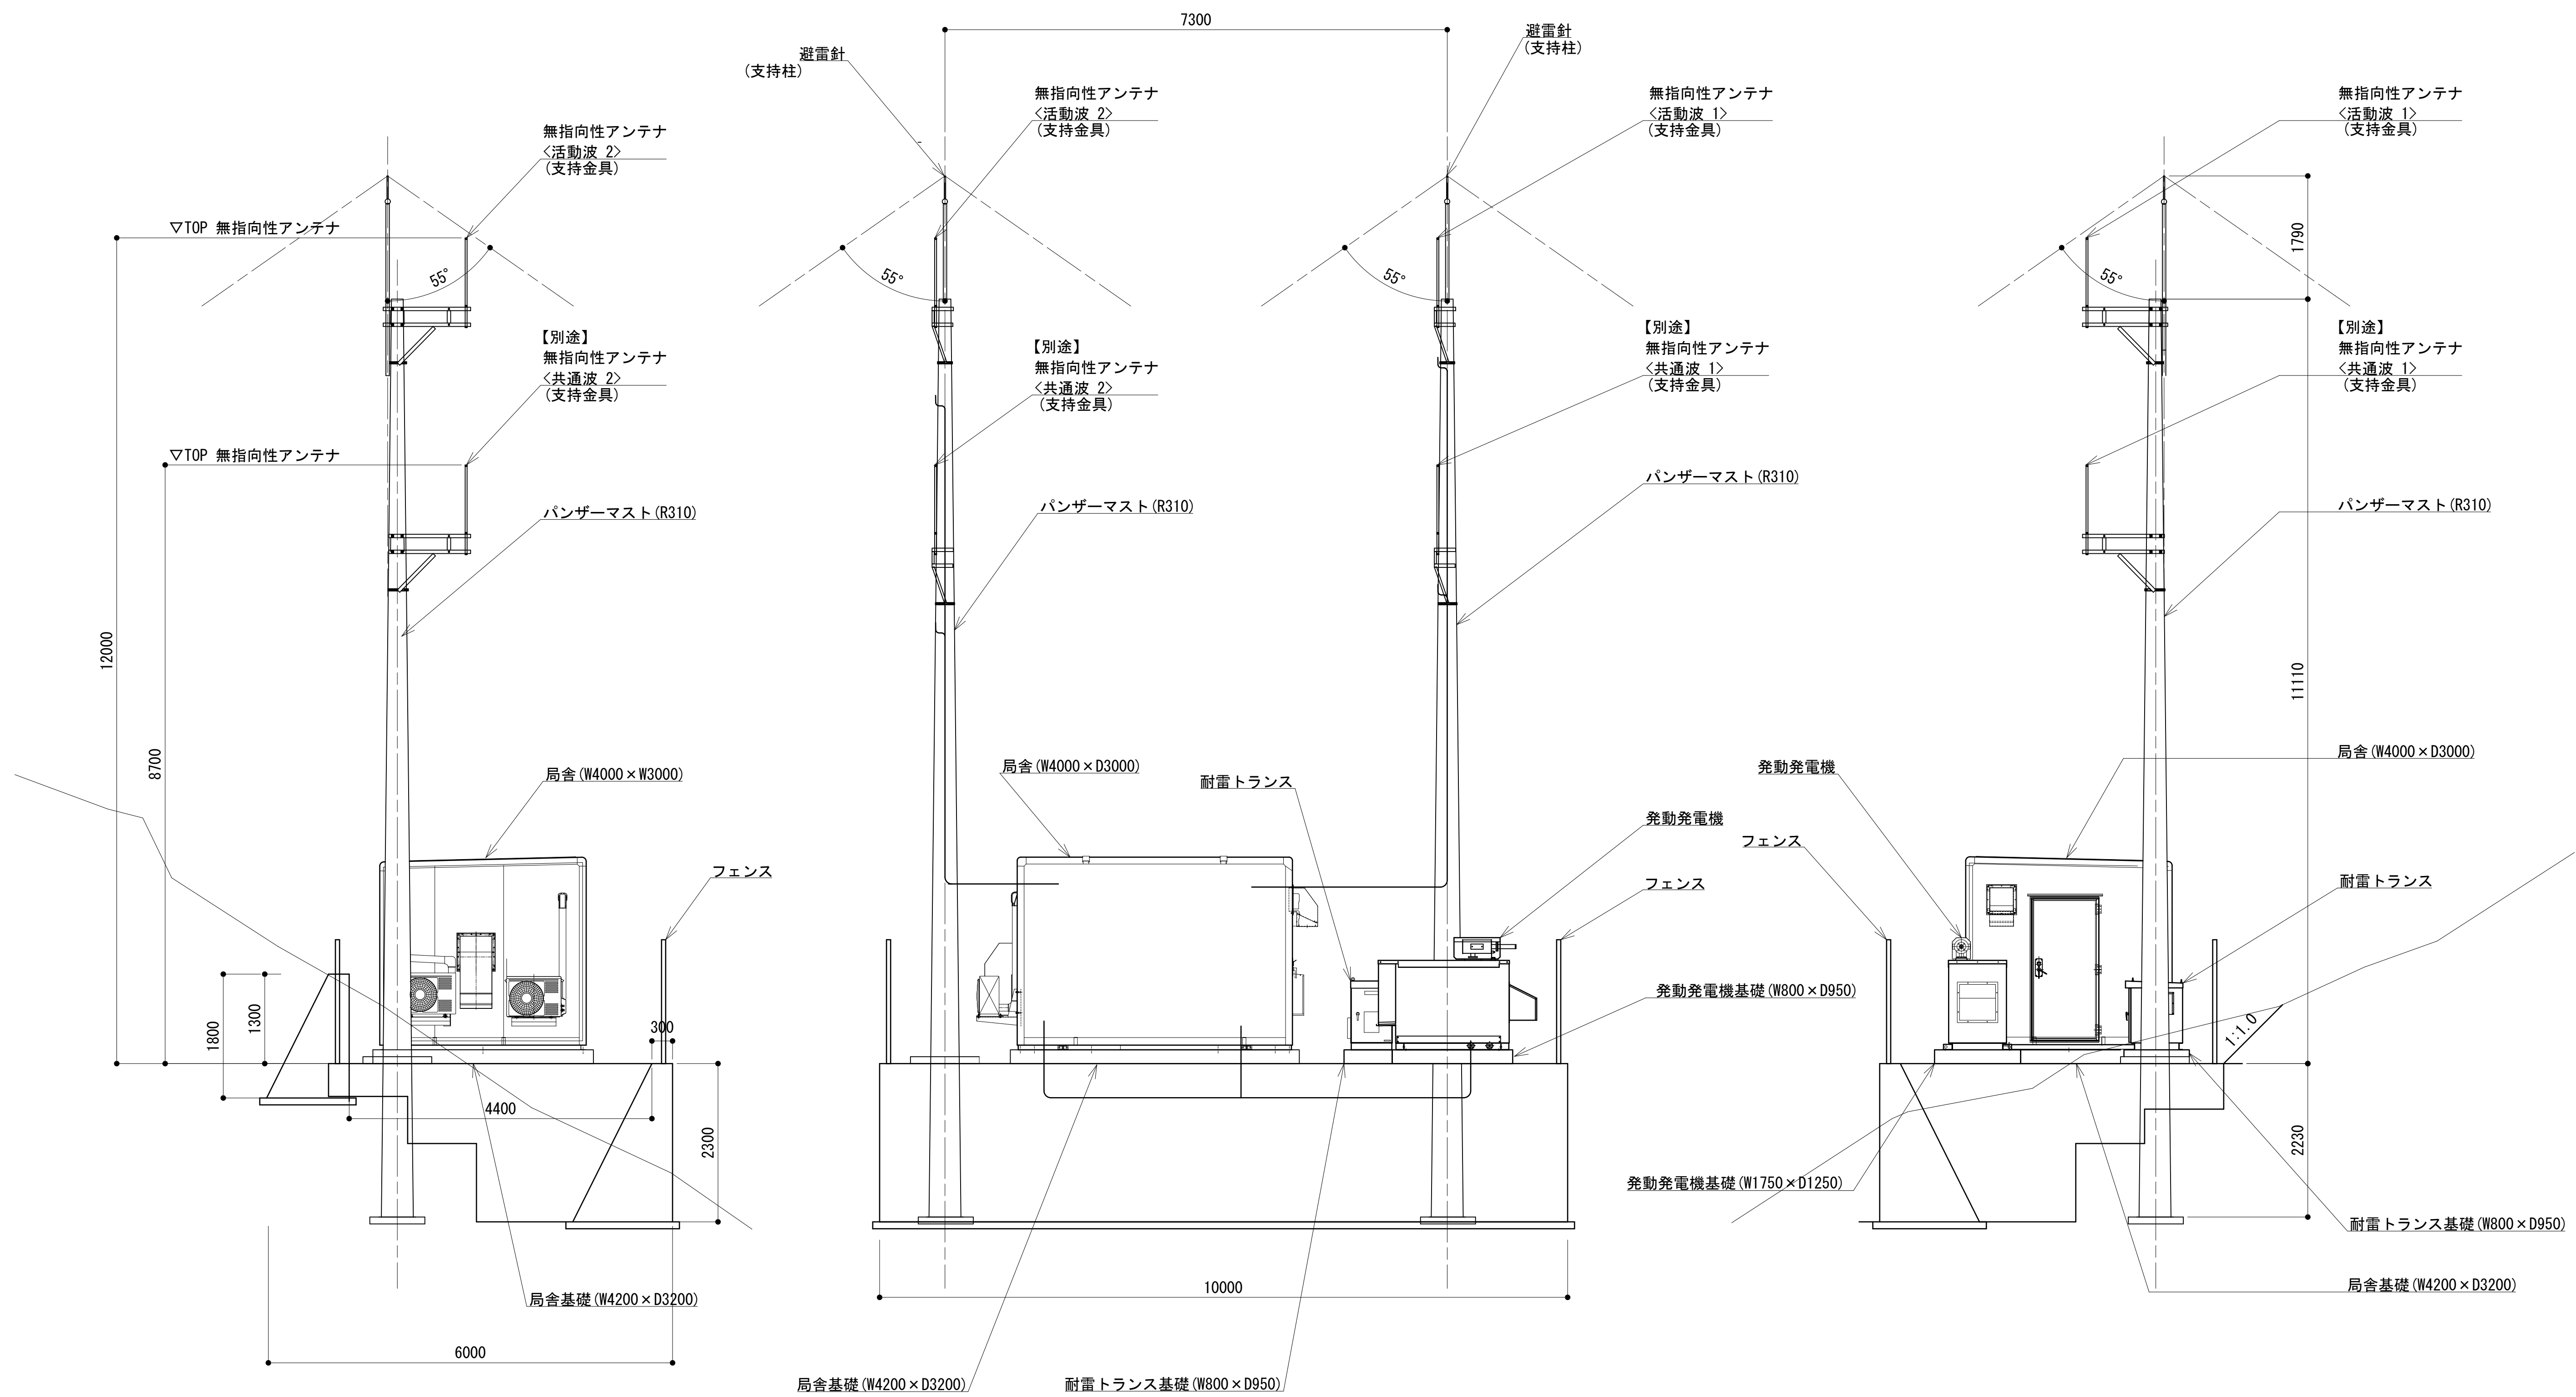 無指向性アンテナ
<活動波 2>
(支持金具)
▽TOP 無指向性アンテナ
55°
【別途】
無指向性アンテナ
<共通波 2>
(支持金具)
▽TOP 無指向性アンテナ
パンザーマスト(R310)
12000
8700
局舎(W4000×W3000)
フェンス
1800
1300
300
4400
2300
局舎基礎(W4200×D3200)
6000
7300
避雷針
(支持柱)
避雷針
(支持柱)
無指向性アンテナ
<活動波 2>
(支持金具)
無指向性アンテナ
<活動波 1>
(支持金具)
55°
55°
【別途】
無指向性アンテナ
<共通波 2>
(支持金具)
【別途】
無指向性アンテナ
<共通波 1>
(支持金具)
パンザーマスト(R310)
パンザーマスト(R310)
局舎(W4000×D3000)
耐雷トランス
発動発電機
フェンス
発動発電機基礎(W800×D950)
10000
局舎基礎(W4200×D3200)
耐雷トランス基礎(W800×D950)
無指向性アンテナ
<活動波 1>
(支持金具)
55°
1790
【別途】
無指向性アンテナ
<共通波 1>
(支持金具)
パンザーマスト(R310)
11110
局舎(W4000×D3000)
発動発電機
フェンス
耐雷トランス
1:1.0
2230
発動発電機基礎(W1750×D1250)
耐雷トランス基礎(W800×D950)
局舎基礎(W4200×D3200)